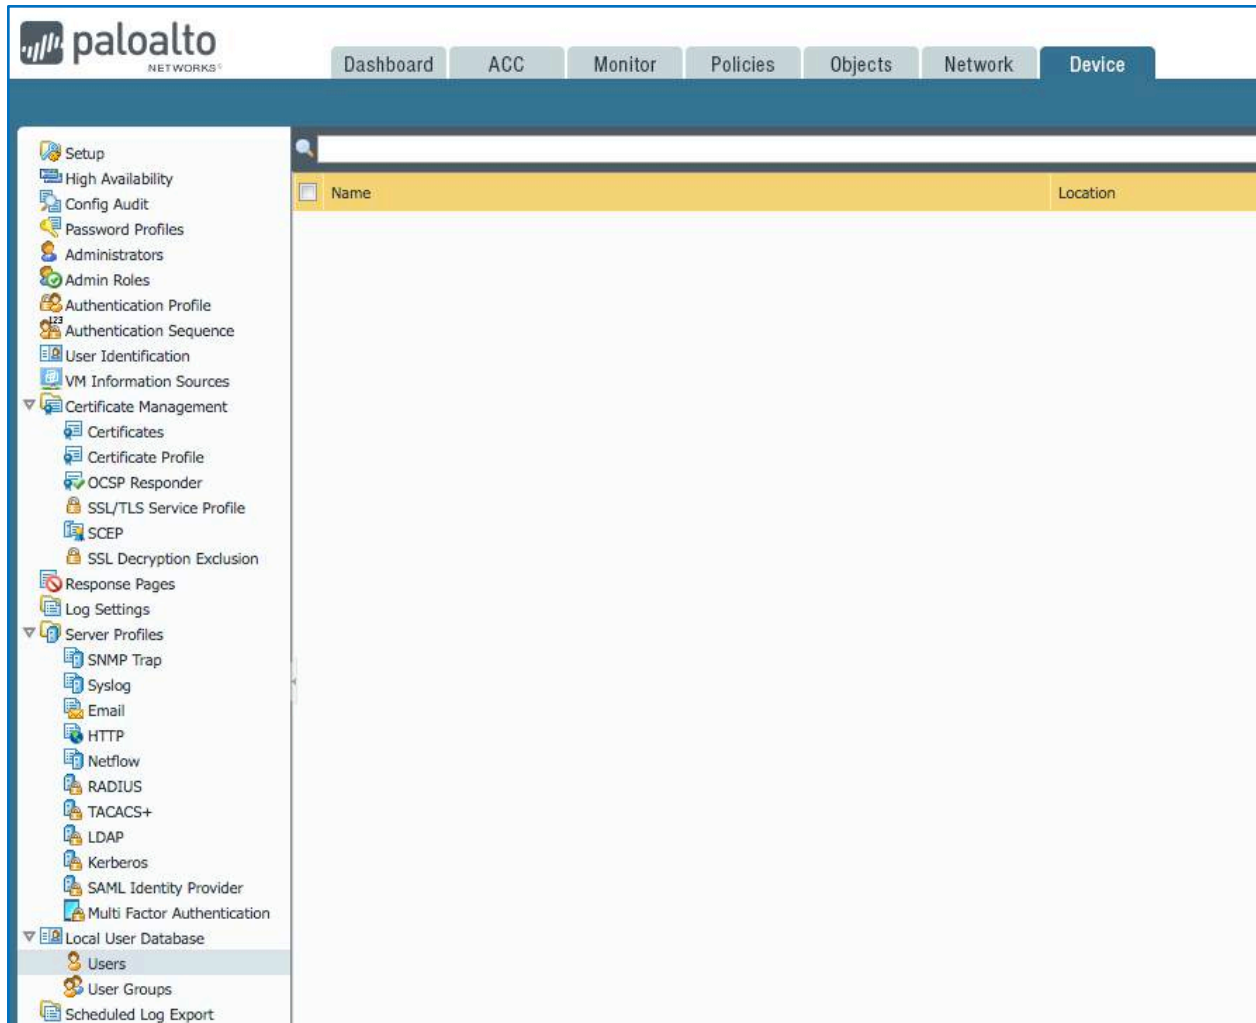 paloalto
NETWORKS
Dashboard ACC Monitor Policies Objects Network Device
Setup
High Availability
Config Audit
Password Profiles
Administrators
Admin Roles
Authentication Profile
123
Authentication Sequence
User Identification
VM Information Sources
Certificate Management
Certificates
Certificate Profile
OCSP Responder
SSL/TLS Service Profile
SCEP
SSL Decryption Exclusion
Response Pages
Log Settings
Server Profiles
SNMP Trap
Syslog
Email
HTTP
Netflow
RADIUS
TACACS+
LDAP
Kerberos
SAML Identity Provider
Multi Factor Authentication
Local User Database
Users
User Groups
Scheduled Log Export
Name Location